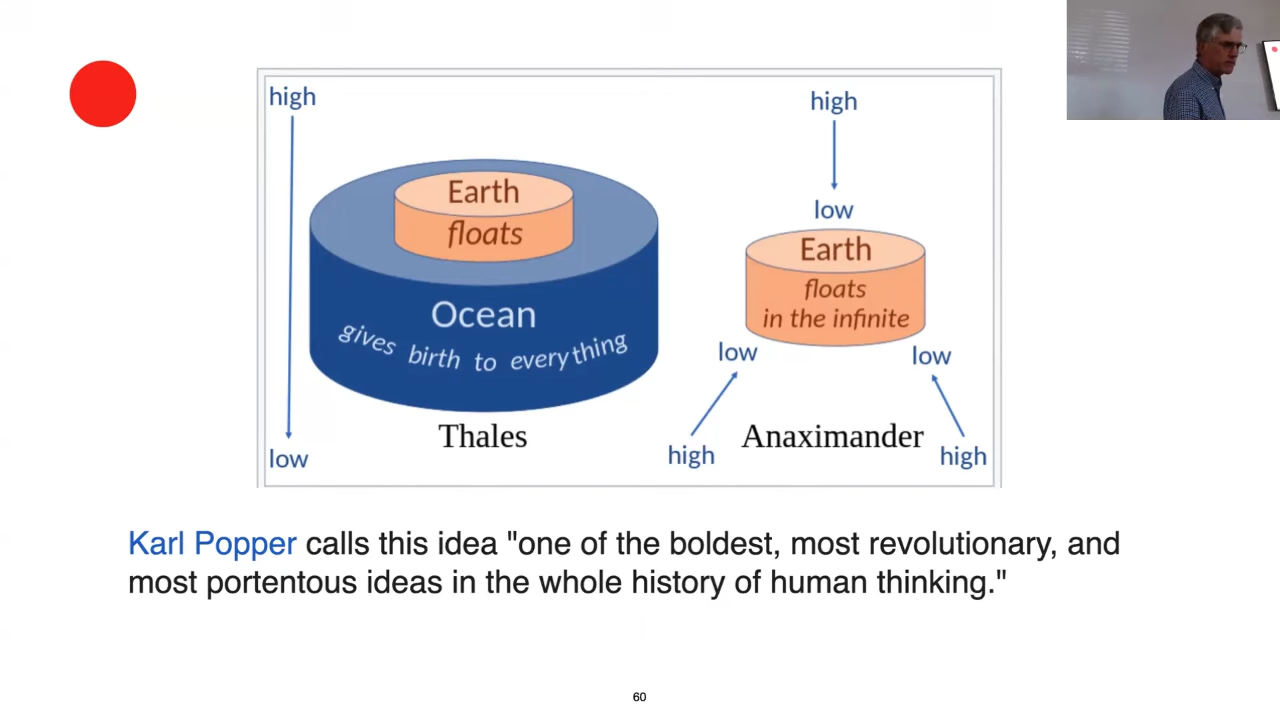 high
Earth
floats
Ocean
gives birth to everything
low
Thales
high
low
Earth
floats
in the infinite
low
low
high
high
Anaximander
Karl Popper calls this idea "one of the boldest, most revolutionary, and
most portentous ideas in the whole history of human thinking."
60